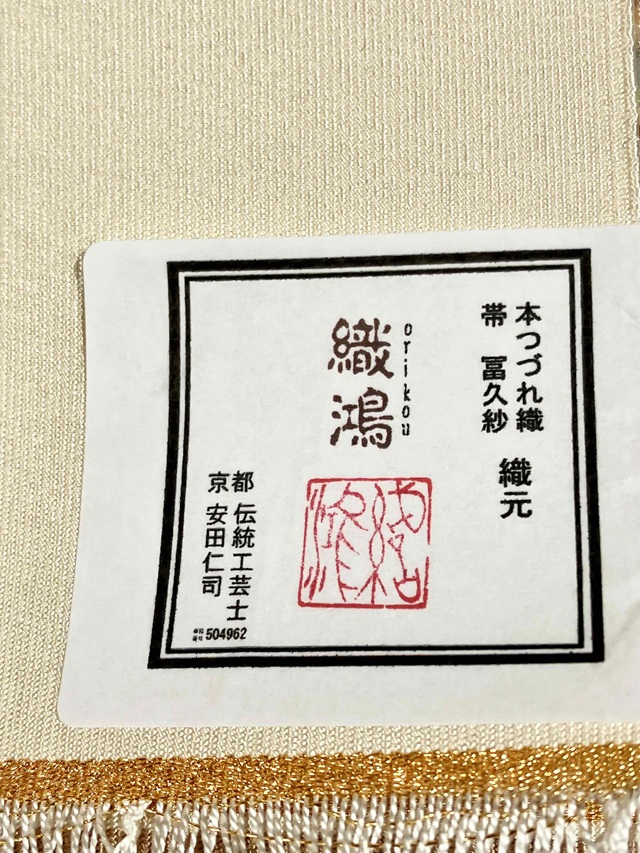 本つづれ織
帯 冨久紗 織元
orikou
織鴻
京都 伝統工芸士
安田仁司
504962